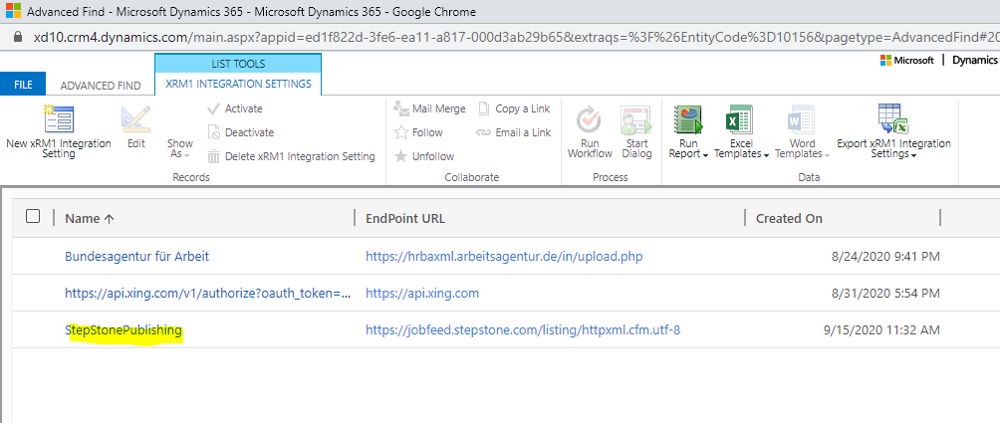 Advanced Find - Microsoft Dynamics 365 - Microsoft Dynamics 365 - Google Chrome
xd10.crm4.dynamics.com/main.aspx?appid=ed1f822d-3fe6-ea11-a817-000d3ab29b65&extraqs=%3F%26EntityCode%3D10156&pagetype=AdvancedFind#20
Microsoft | Dynamics
LIST TOOLS
FILE ADVANCED FIND XRM1 INTEGRATION SETTINGS
New xRM1 Integration
Setting
Edit
Show
As
Activate
Deactivate
Delete xRM1 Integration Setting
Records
Mail Merge
Follow
Unfollow
Copy a Link
Email a Link
Collaborate
Run
Workflow
Start
Dialog
Process
Run
Report
Excel
Templates
Word
Templates
Export xRM1 Integration
Settings
Data
Name EndPoint URL Created On
Bundesagentur für Arbeit https://hrbaxml.arbeitsagentur.de/in/upload.php 8/24/2020 9:41 PM
https://api.xing.com/v1/authorize?oauth_token=... https://api.xing.com 8/31/2020 5:54 PM
StepStonePublishing https://jobfeed.stepstone.com/listing/httpxml.cfm.utf-8 9/15/2020 11:32 AM